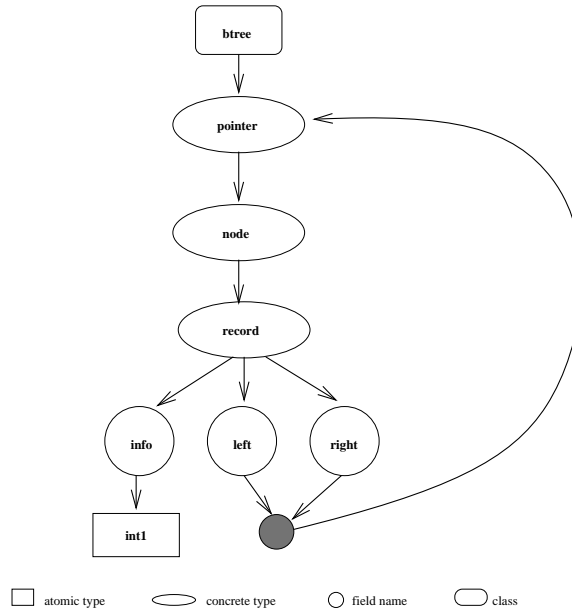 btree
pointer
node
record
info left right
int1
atomic type concrete type field name class